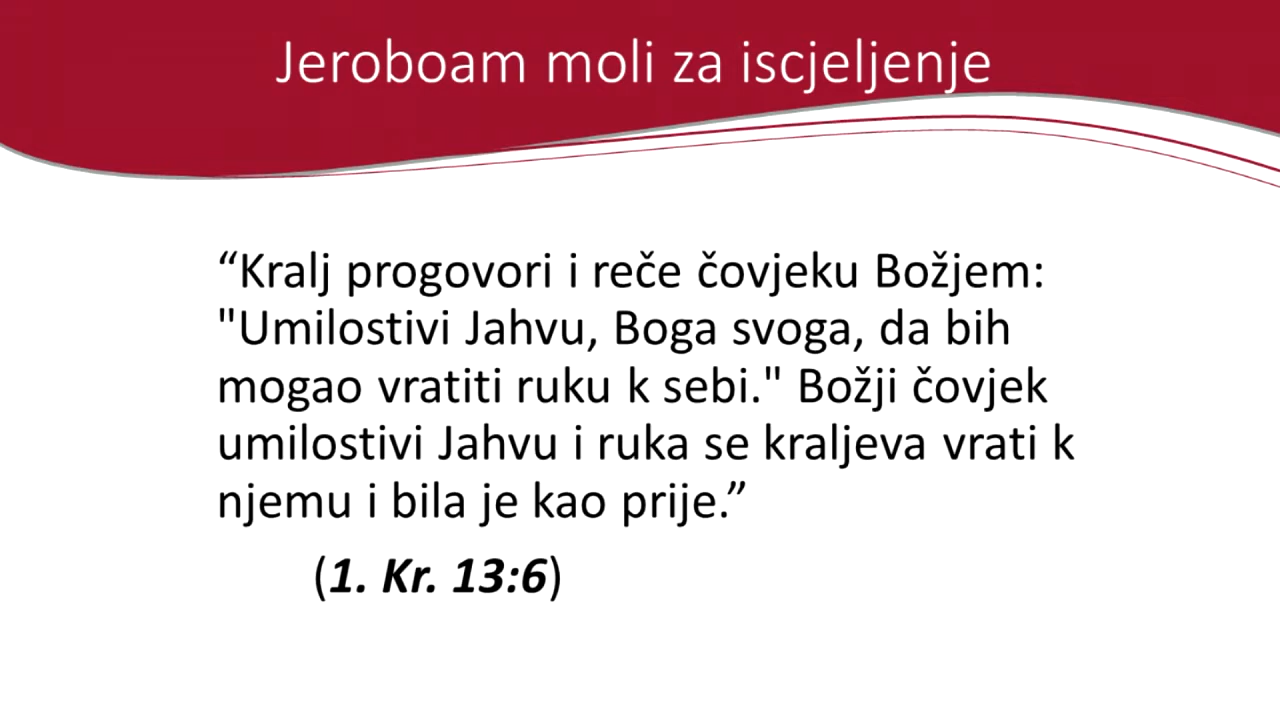 Jeroboam moli za iscjeljenje
“Kralj progovori i reče čovjeku Božjem:
"Umilostivi Jahvu, Boga svoga, da bih
mogao vratiti ruku k sebi." Božji čovjek
umilostivi Jahvu i ruka se kraljeva vrati k
njemu i bila je kao prije.”
(1. Kr. 13:6)